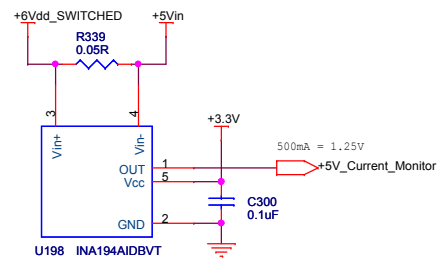 +6Vdd_SWITCHED
+5Vin
R339
0.05R
3
4
Vin+
Vin-
+3.3V
500mA = 1.25V
OUT
1
+5V_Current_Monitor
Vcc
5
C300
0.1uF
GND
2
U198 INA194AIDBVT